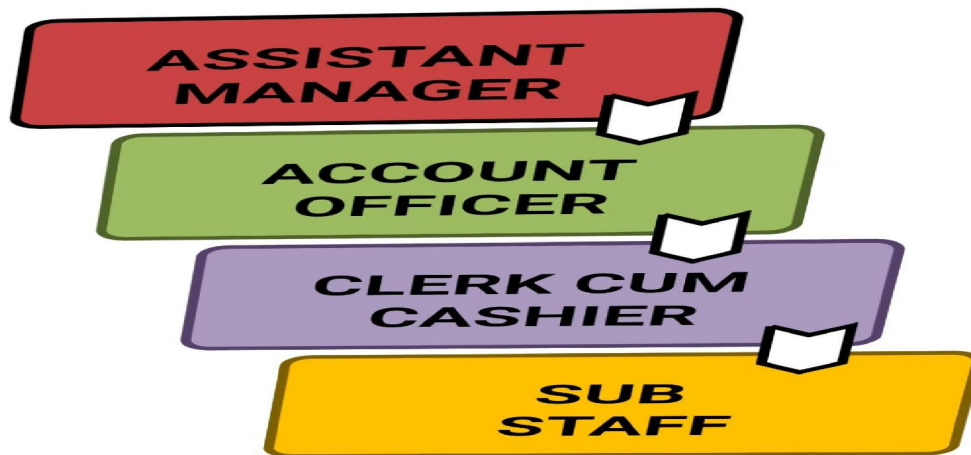 ASSISTANT
MANAGER
ACCOUNT
OFFICER
CLERK CUM
CASHIER
SUB
STAFF